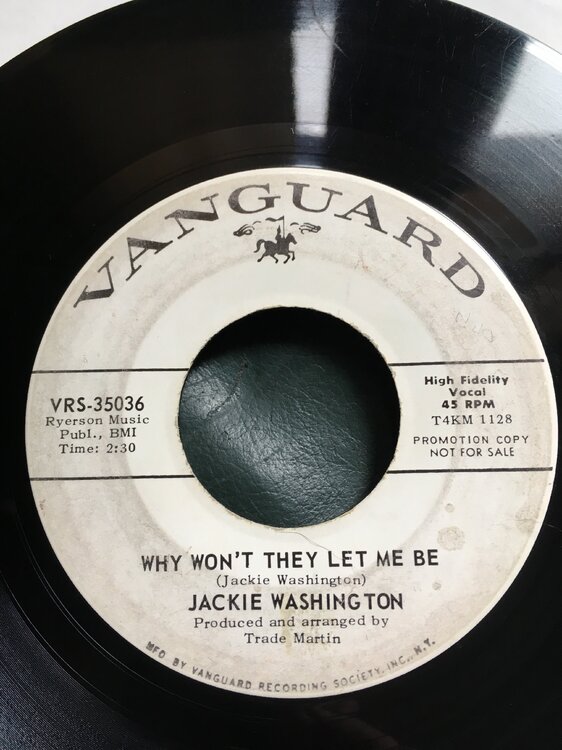 VANGUARD
VRS-35036
Ryerson Music
Publ., BMI
Time: 2:30
High Fidelity
Vocal
45 RPM
T4KM 1128
PROMOTION COPY
NOT FOR SALE
WHY WON'T THEY LET ME BE
(Jackie Washington)
JACKIE WASHINGTON
Produced and arranged by
Trade Martin
MFD BY VANGUARD RECORDING SOCIETY, INC., N.Y.